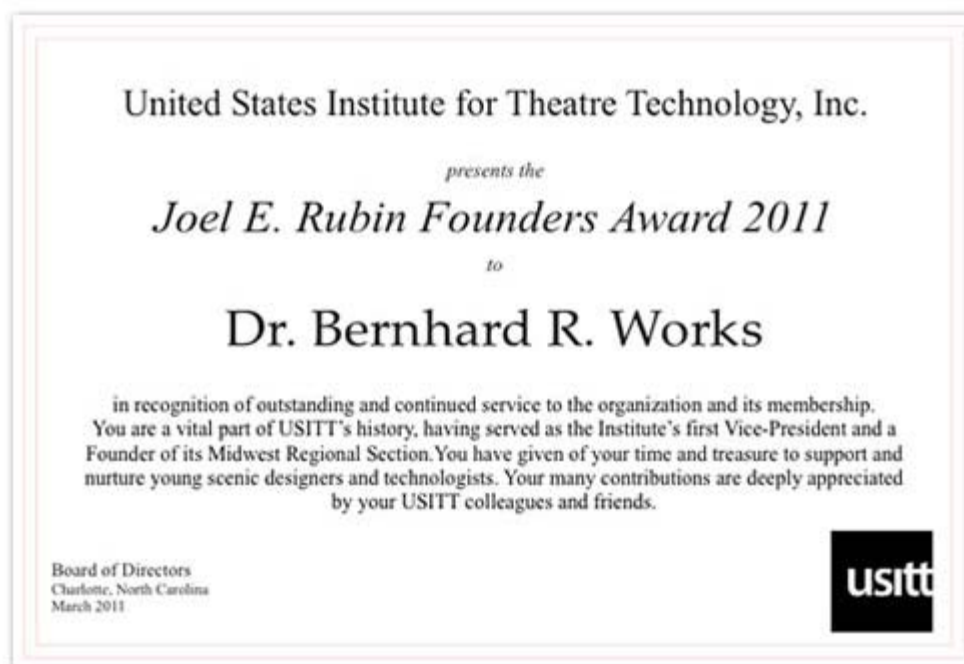 United States Institute for Theatre Technology, Inc.
presents the
Joel E. Rubin Founders Award 2011
to
Dr. Bernhard R. Works
in recognition of outstanding and continued service to the organization and its membership.
You are a vital part of USITT's history, having served as the Institute's first Vice-President and a
Founder of its Midwest Regional Section.You have given of your time and treasure to support and
nurture young scenic designers and technologists. Your many contributions are deeply appreciated
by your USITT colleagues and friends.
Board of Directors
Charlotte, North Carolina
March 2011
usitt